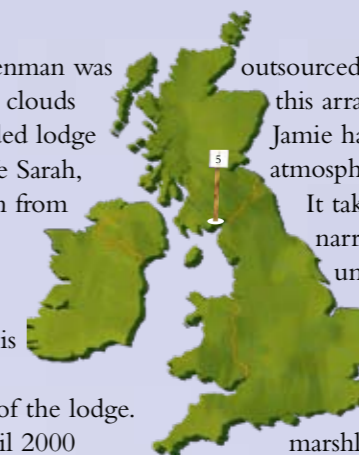 enman was
clouds
led lodge
e Sarah,
n from
is
of the lodge.
il 2000
5
outsourced
this arra
Jamie ha
atmosph
It tak
narr
un
marshl